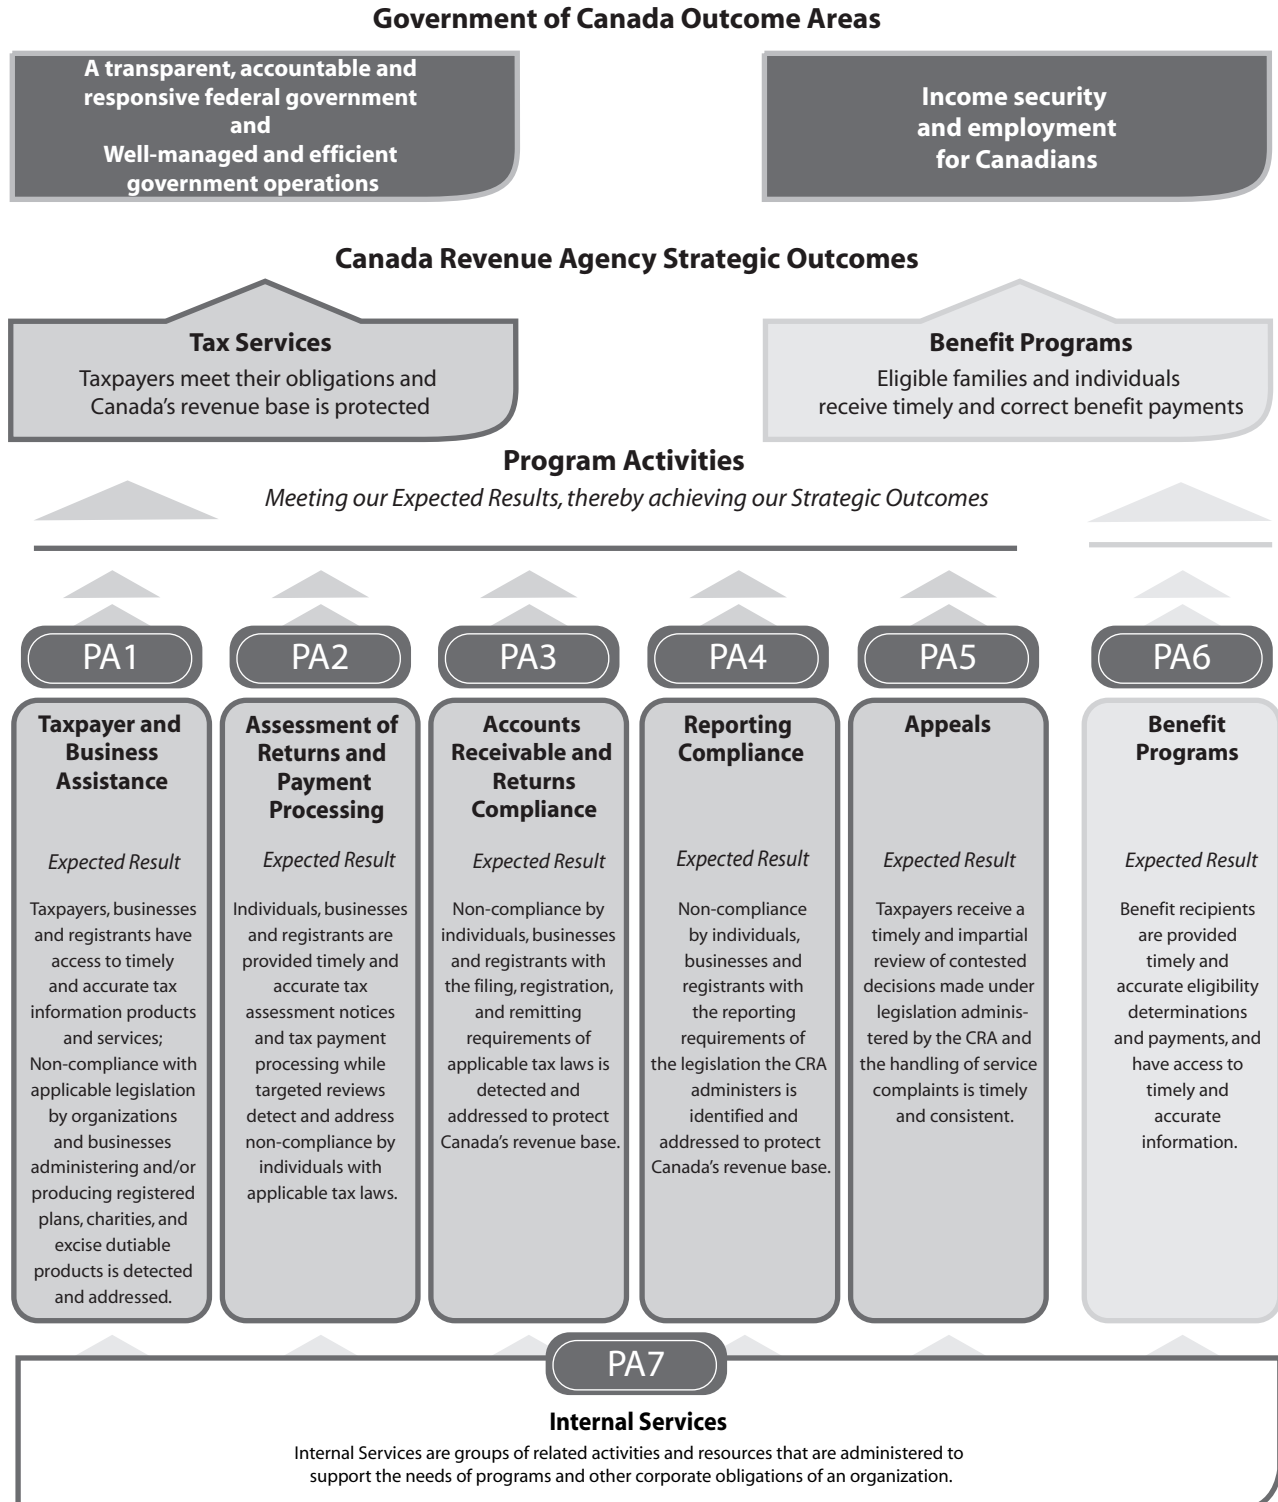 Government of Canada Outcome Areas
A transparent, accountable and
responsive federal government
and
Well-managed and efficient
government operations
Income security
and employment
for Canadians
Canada Revenue Agency Strategic Outcomes
Tax Services
Taxpayers meet their obligations and
Canada's revenue base is protected
Benefit Programs
Eligible families and individuals
receive timely and correct benefit payments
Program Activities
Meeting our Expected Results, thereby achieving our Strategic Outcomes
PA1
Taxpayer and
Business
Assistance
Expected Result
Taxpayers, businesses
and registrants have
access to timely
and accurate tax
information products
and services;
Non-compliance with
applicable legislation
by organizations
and businesses
administering and/or
producing registered
plans, charities, and
excise dutiable
products is detected
and addressed.
PA2
Assessment of
Returns and
Payment
Processing
Expected Result
Individuals, businesses
and registrants are
provided timely and
accurate tax
assessment notices
and tax payment
processing while
targeted reviews
detect and address
non-compliance by
individuals with
applicable tax laws.
PA3
Accounts
Receivable and
Returns
Compliance
Expected Result
Non-compliance by
individuals, businesses
and registrants with
the filing, registration,
and remitting
requirements of
applicable tax laws is
detected and
addressed to protect
Canada's revenue base.
PA4
Reporting
Compliance
Expected Result
Non-compliance
by individuals,
businesses and
registrants with
the reporting
requirements of
the legislation the CRA
administers is
identified and
addressed to protect
Canada's revenue base.
PA5
Appeals
Expected Result
Taxpayers receive a
timely and impartial
review of contested
decisions made under
legislation adminis-
tered by the CRA and
the handling of service
complaints is timely
and consistent.
PA6
Benefit
Programs
Expected Result
Benefit recipients
are provided
timely and
accurate eligibility
determinations
and payments, and
have access to
timely and
accurate
information.
PA7
Internal Services
Internal Services are groups of related activities and resources that are administered to
support the needs of programs and other corporate obligations of an organization.